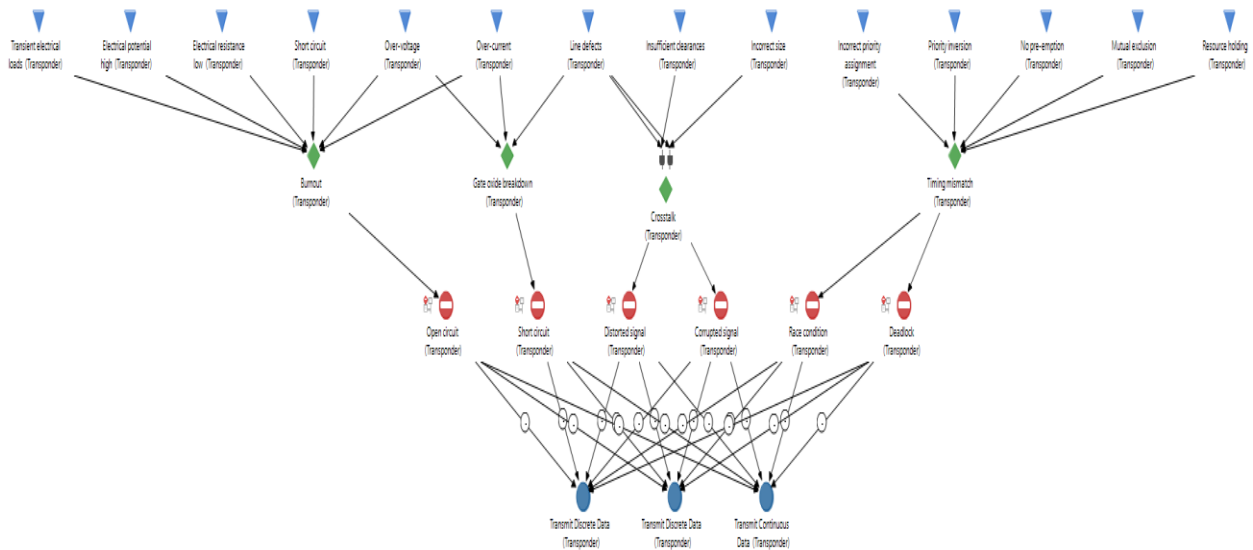 Transient electrical
loads (Transponder)
Electrical potential
high (Transponder)
Electrical resistance
low (Transponder)
Short circuit
(Transponder)
Over-voltage
(Transponder)
Over-current
(Transponder)
Line defects
(Transponder)
Insufficient clearances
(Transponder)
Incorrect size
(Transponder)
Incorrect priority
assignment
(Transponder)
Priority inversion
(Transponder)
No pre-emption
(Transponder)
Mutual exclusion
(Transponder)
Resource holding
(Transponder)
Burnout
(Transponder)
Gate oxide breakdown
(Transponder)
Crosstalk
(Transponder)
Timing mismatch
(Transponder)
Open circuit
(Transponder)
Short circuit
(Transponder)
Distorted signal
(Transponder)
Corrupted signal
(Transponder)
Race condition
(Transponder)
Deadlock
(Transponder)
Transmit Discrete Data
(Transponder)
Transmit Discrete Data
(Transponder)
Transmit Continuous
Data (Transponder)